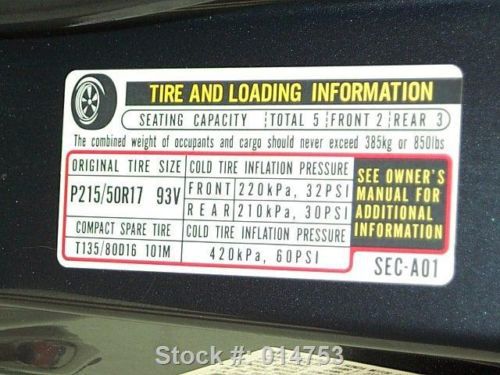 TIRE AND LOADING INFORMATION
SEATING CAPACITY TOTAL 5 FRONT 2 REAR 3
The combined weight of occupants and cargo should never exceed 385kg or 850lbs
ORIGINAL TIRE SIZE COLD TIRE INFLATION PRESSURE
P215/50R17 93V
FRONT 220kPa, 32PSI
REAR 210kPa, 30PSI
COMPACT SPARE TIRE COLD TIRE INFLATION PRESSURE
T135/80D16 101M 420kPa, 60PSI
SEE OWNER'S
MANUAL FOR
ADDITIONAL
INFORMATION
SEC-A01
Stock #: 014753